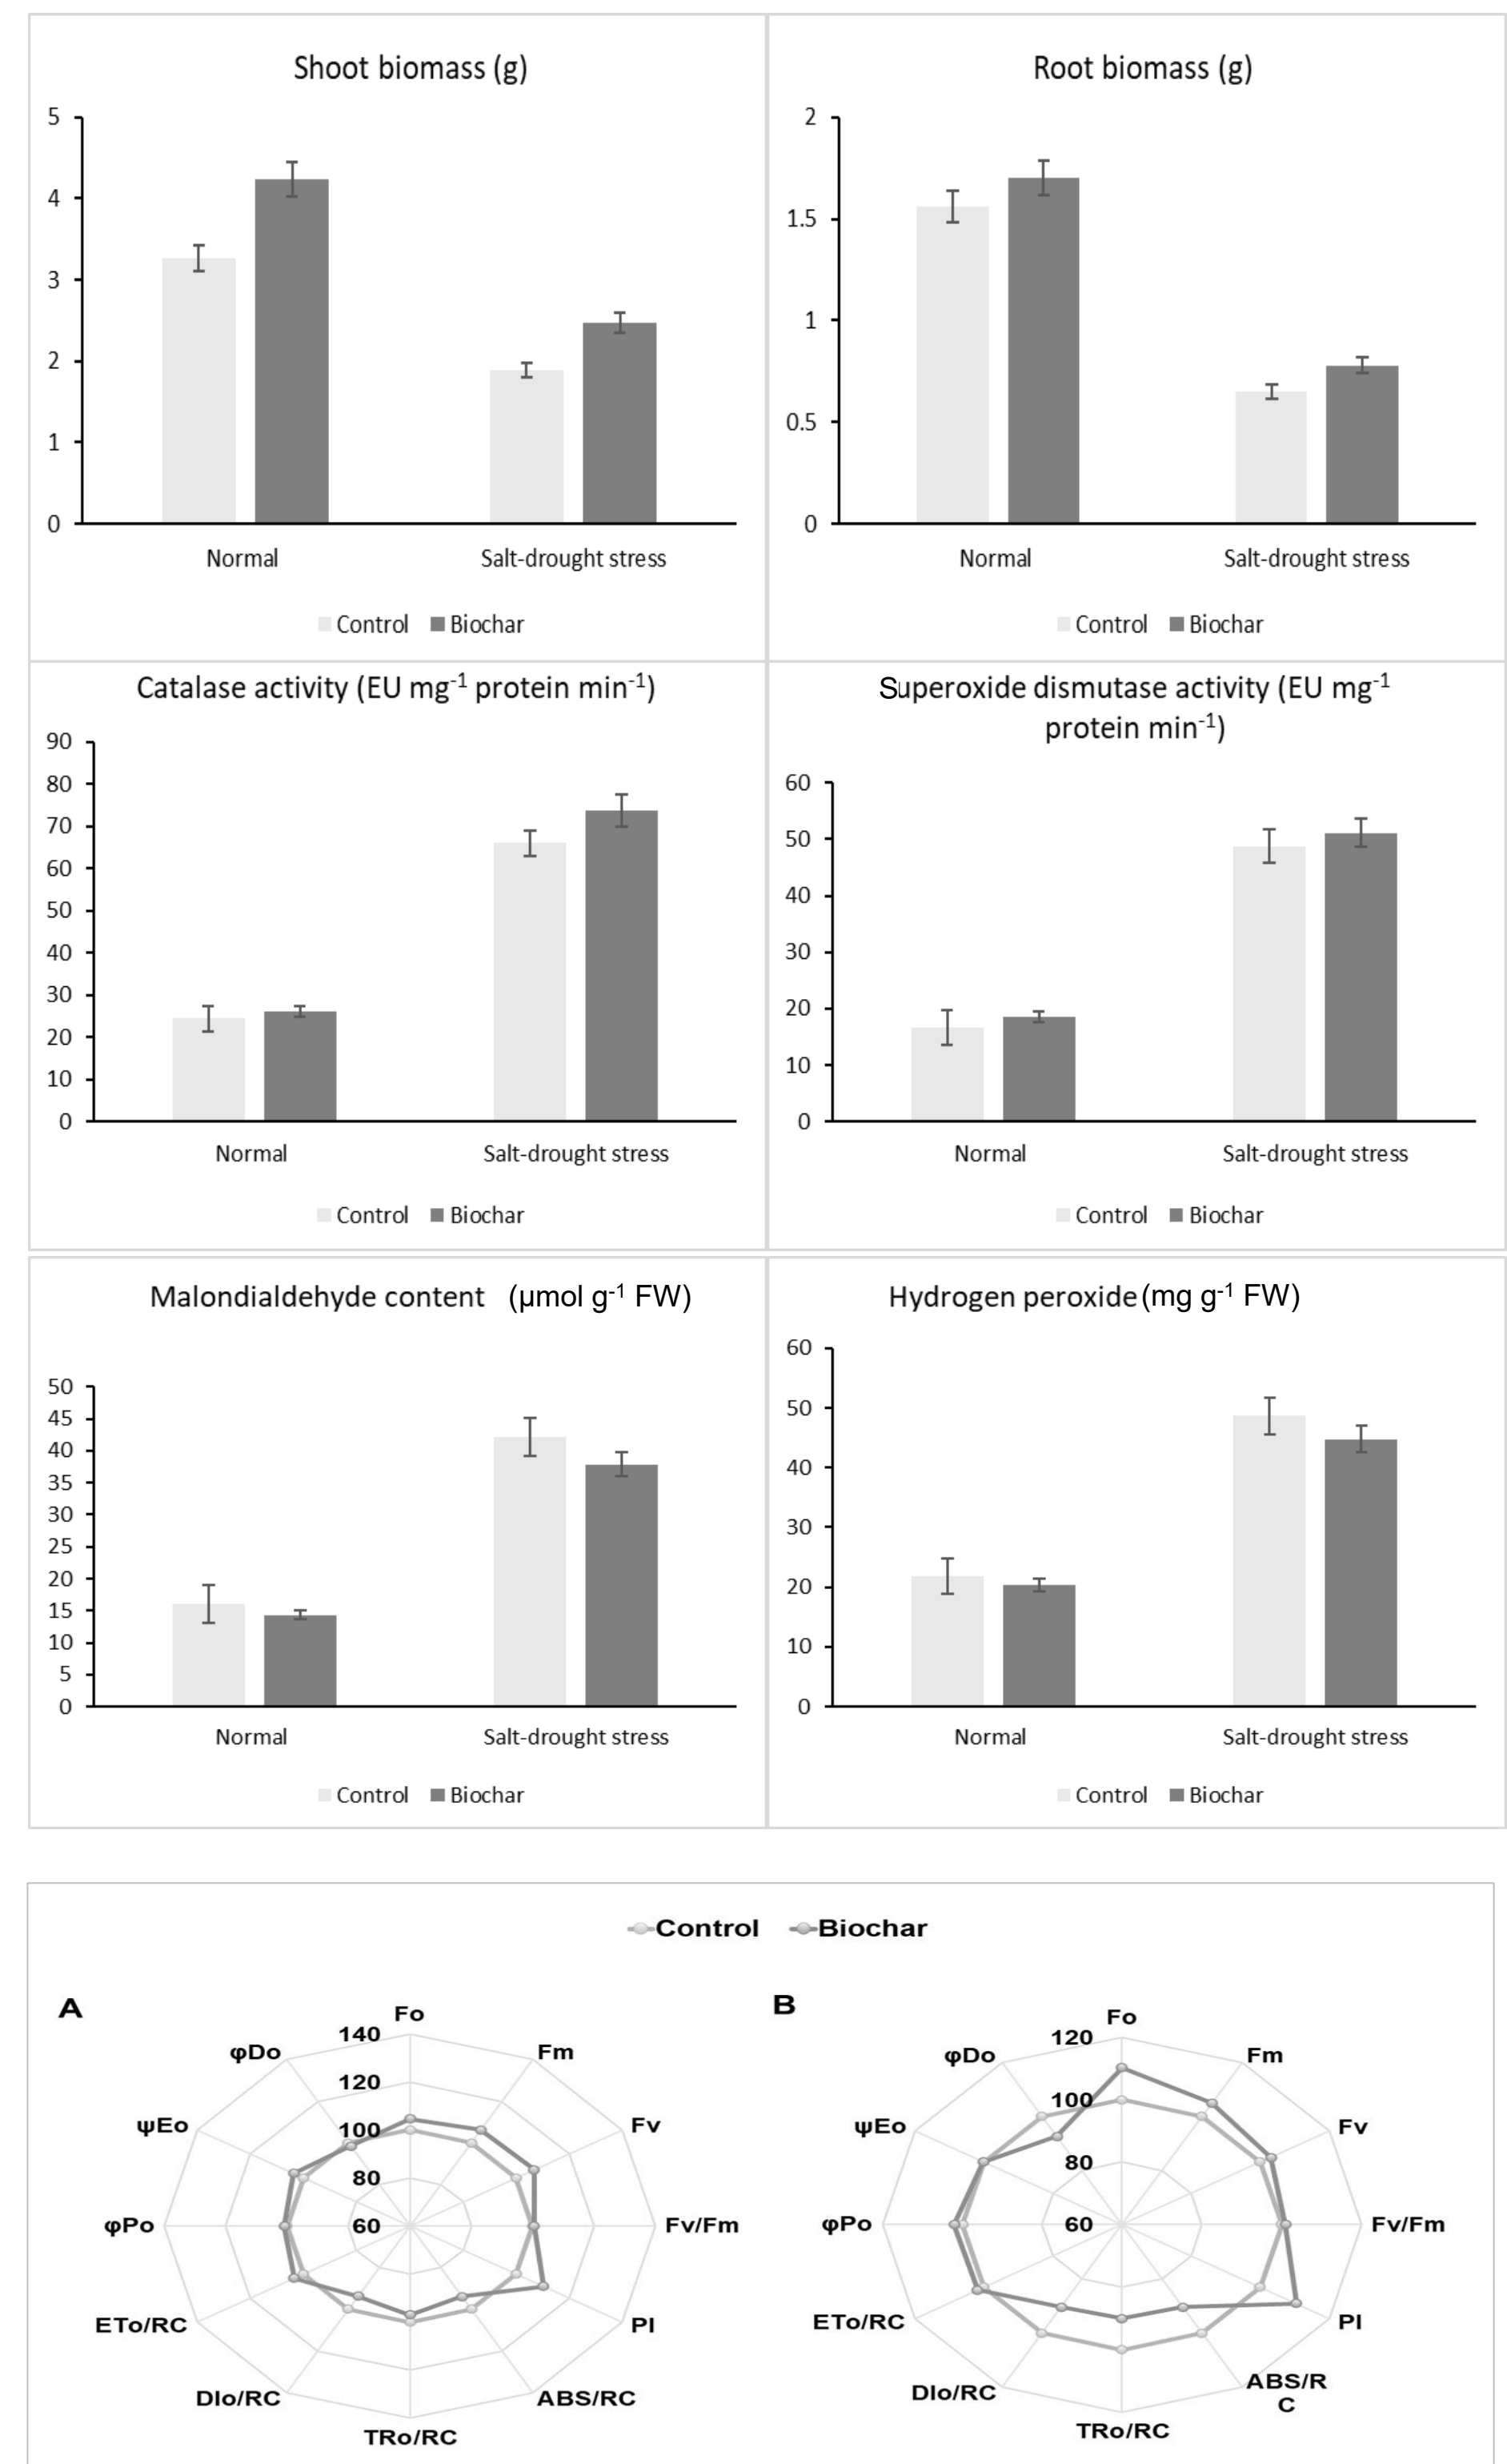 Shoot biomass (g)
5
4
3
2
1
0
Normal
Salt-drought stress
Control
Biochar
Root biomass (g)
2
1.5
1
0.5
0
Normal
Salt-drought stress
Control
Biochar
Catalase activity (EU mg-1 protein min-1)
90
80
70
60
50
40
30
20
10
0
Normal
Salt-drought stress
Control
Biochar
Superoxide dismutase activity (EU mg-1
protein min-1)
60
50
40
30
20
10
0
Normal
Salt-drought stress
Control
Biochar
Malondialdehyde content (µmol g-1 FW)
50
45
40
35
30
25
20
15
10
5
0
Normal
Salt-drought stress
Control
Biochar
Hydrogen peroxide (mg g-1 FW)
60
50
40
30
20
10
0
Normal
Salt-drought stress
Control
Biochar
Control
Biochar
A
Fo
Fm
Fv
Fv/Fm
PI
ABS/RC
TRo/RC
DIo/RC
ETo/RC
φPo
ψEo
φDo
140
120
100
80
60
B
Fo
Fm
Fv
Fv/Fm
PI
ABS/R
C
TRo/RC
DIo/RC
ETo/RC
φPo
ψEo
φDo
120
100
80
60